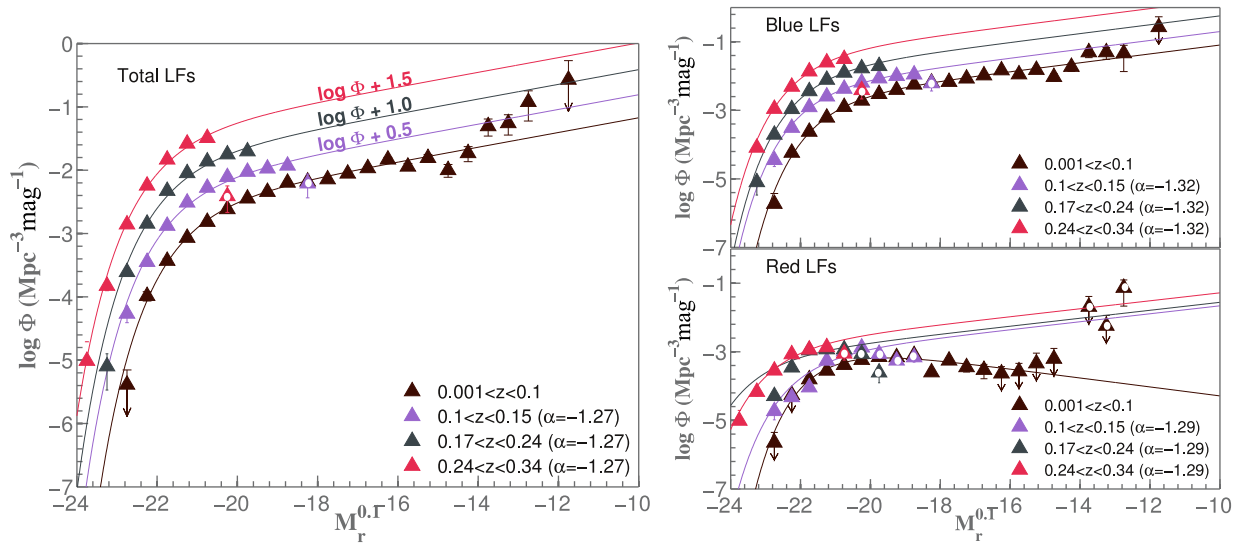 Total LFs
log Φ + 1.5
log Φ + 1.0
log Φ + 0.5
0
−1
−2
−3
−4
−5
−6
−7
log Φ (Mpc⁻³mag⁻¹)
0.001<z<0.1
0.1<z<0.15 (α=−1.27)
0.17<z<0.24 (α=−1.27)
0.24<z<0.34 (α=−1.27)
−24 −22 −20 −18 −16 −14 −12 −10
M_r^0.1
Blue LFs
−1
−3
−5
−7
log Φ (Mpc⁻³mag⁻¹)
0.001<z<0.1
0.1<z<0.15 (α=−1.32)
0.17<z<0.24 (α=−1.32)
0.24<z<0.34 (α=−1.32)
Red LFs
−1
−3
−5
−7
log Φ (Mpc⁻³mag⁻¹)
0.001<z<0.1
0.1<z<0.15 (α=−1.29)
0.17<z<0.24 (α=−1.29)
0.24<z<0.34 (α=−1.29)
−24 −22 −20 −18 −16 −14 −12 −10
M_r^0.1